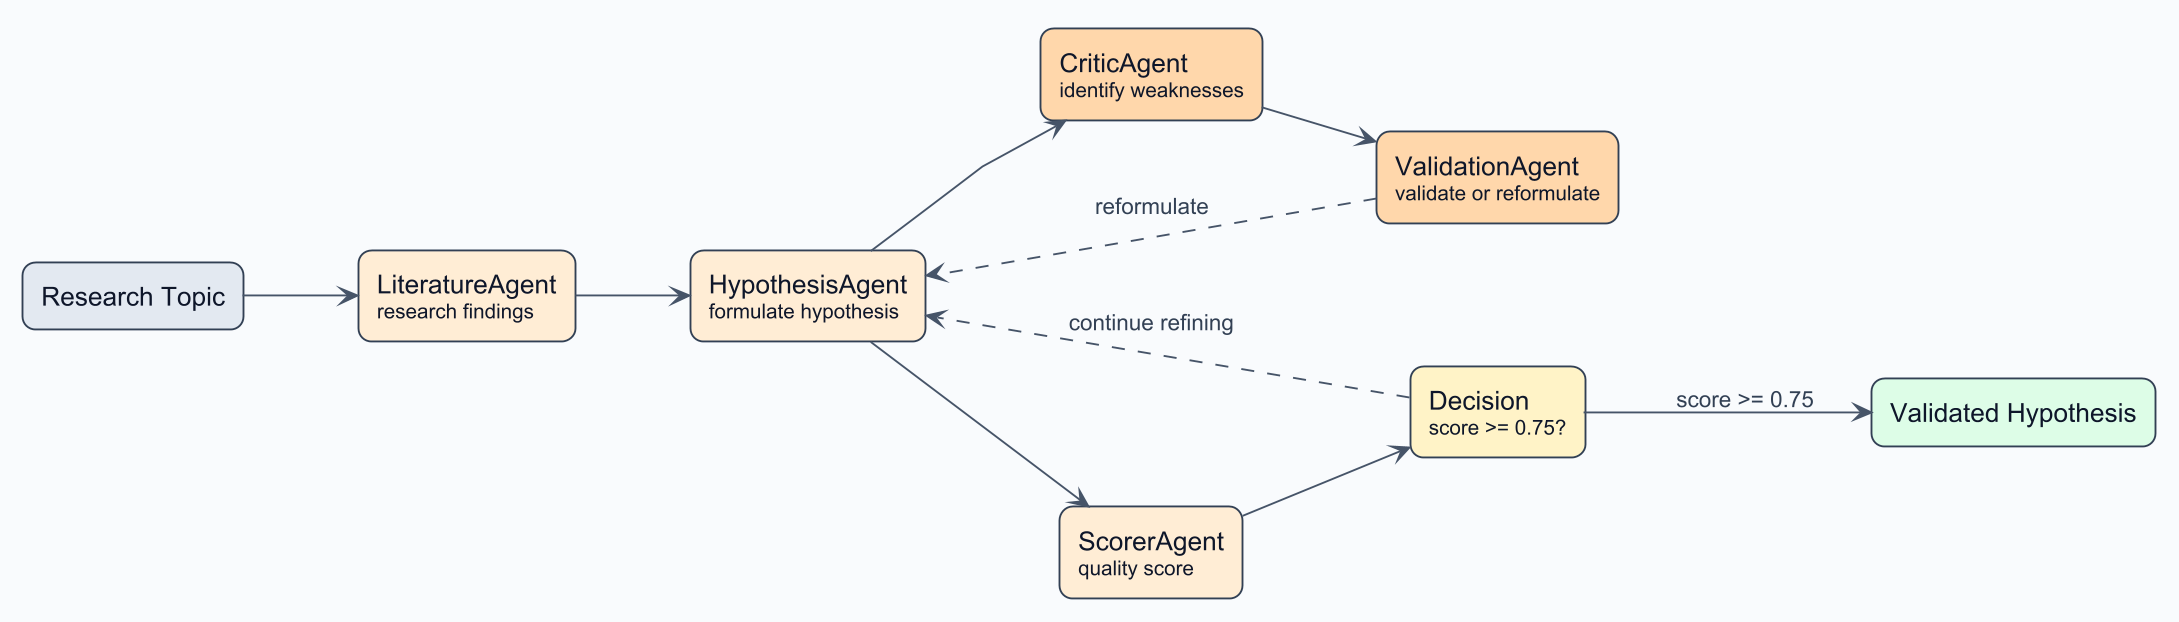 CriticAgent
identify weaknesses
ValidationAgent
validate or reformulate
reformulate
Research Topic
LiteratureAgent
research findings
HypothesisAgent
formulate hypothesis
continue refining
Decision
score >= 0.75?
score >= 0.75
Validated Hypothesis
ScorerAgent
quality score